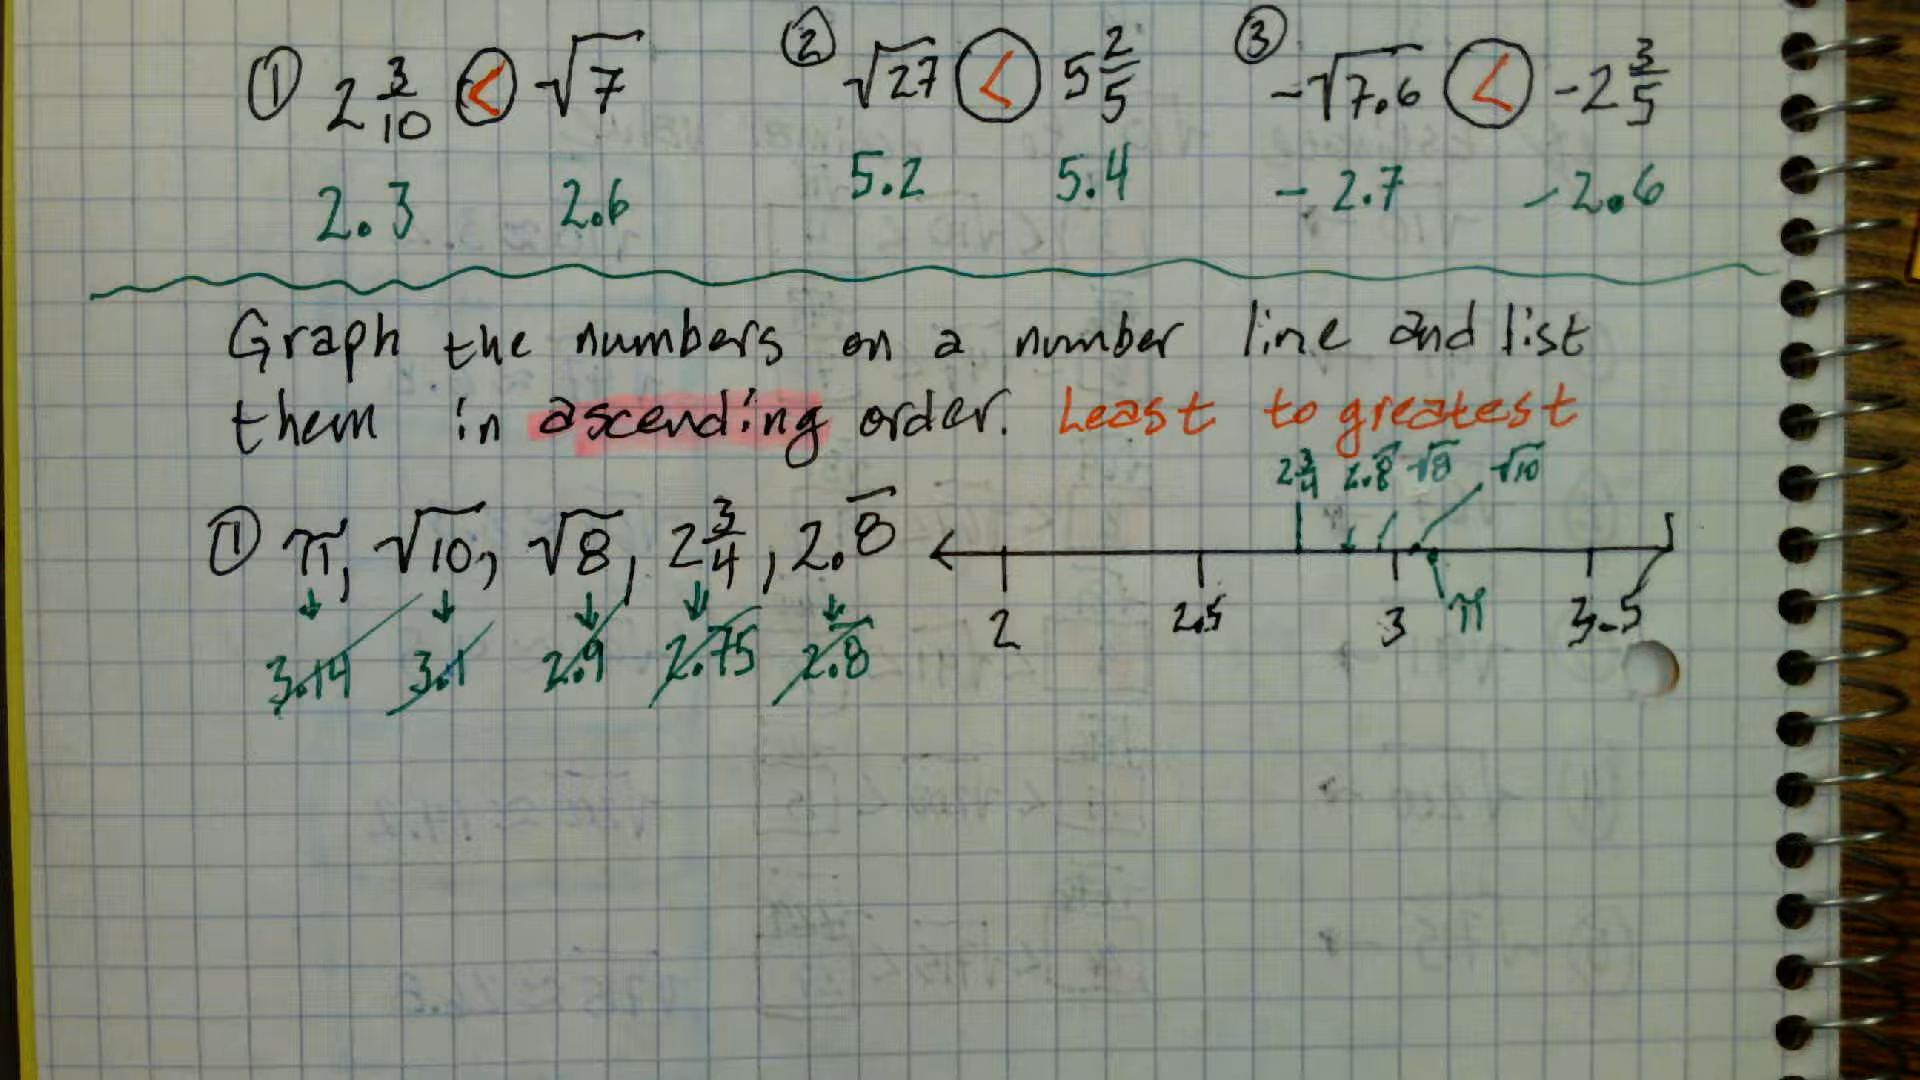 ① 2 3/10 < √7 ② √27 < 5 2/5 ③ -√7.6 < -2 3/5
2.3 2.6 5.2 5.4 - 2.7 - 2.6
Graph the numbers on a number line and list
them in ascending order. Least to greatest
2 3/4 2.8̅ √8 √10
① π, √10, √8, 2 3/4, 2.8̅
2 2.5 3 π 3.5
3.14 3.1 2.9 2.75 2.8̅